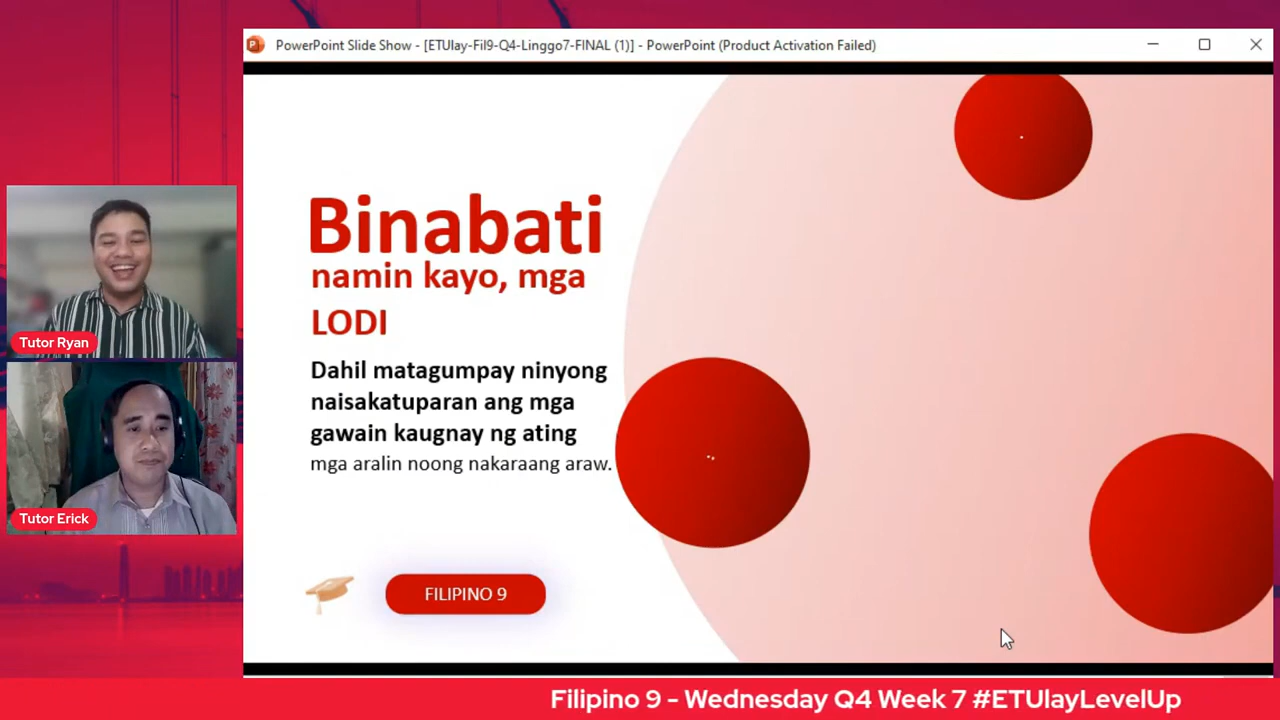 PowerPoint Slide Show - [ETUlay-Fil9-Q4-Linggo7-FINAL (1)] - PowerPoint (Product Activation Failed)
Binabati
namin kayo, mga
LODI
Dahil matagumpay ninyong
naisakatuparan ang mga
gawain kaugnay ng ating
mga aralin noong nakaraang araw.
FILIPINO 9
Tutor Ryan
Tutor Erick
Filipino 9 - Wednesday Q4 Week 7 #ETUlayLevelUp